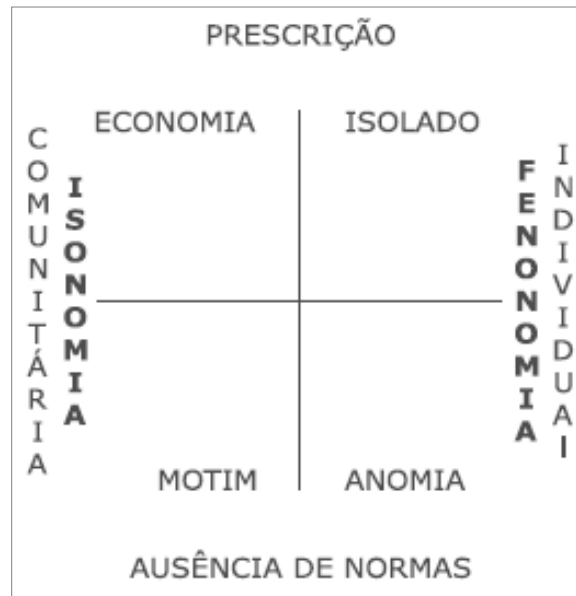 PRESCRIÇÃO
ECONOMIA
ISOLADO
COMUNITÁRIA
ISONOMIA
FENONOMIA
INDIVIDUAl
MOTIM
ANOMIA
AUSÊNCIA DE NORMAS